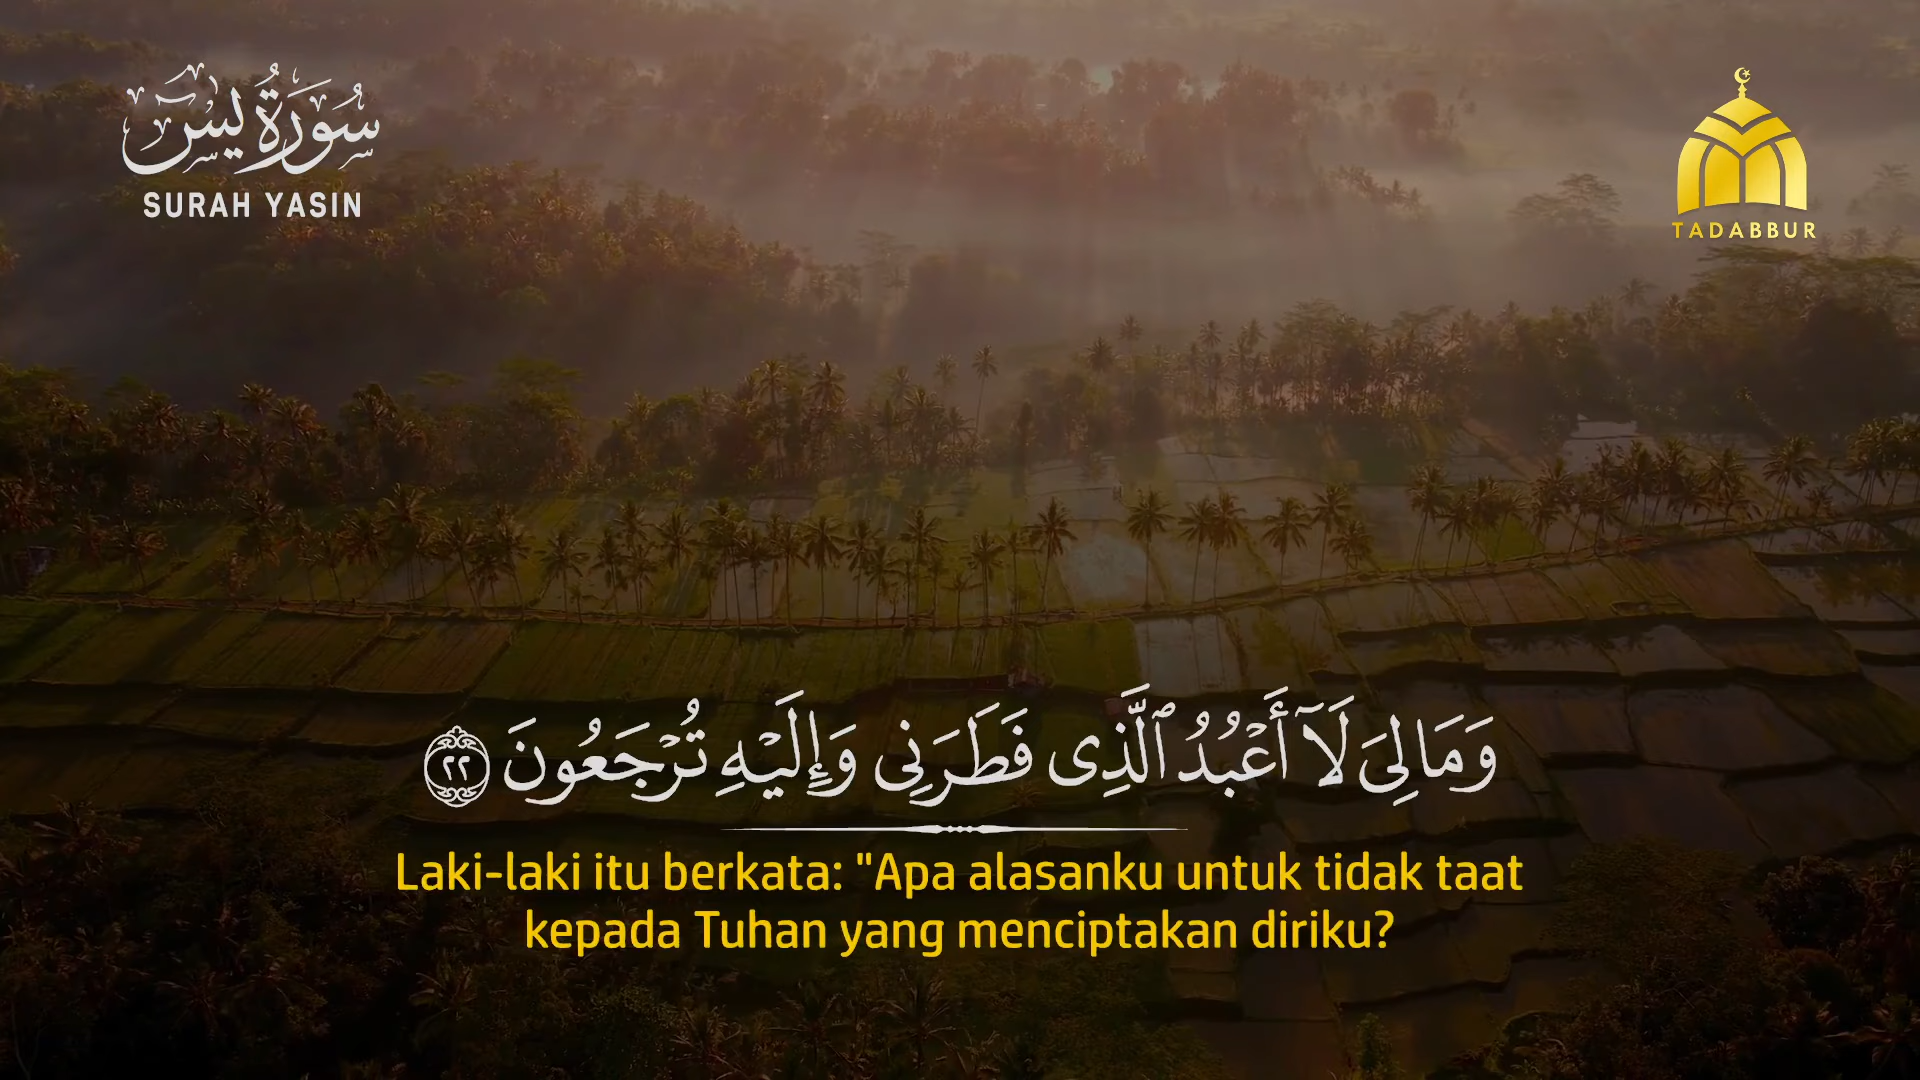 سُورَةُ يسٓ
SURAH YASIN
TADABBUR
وَمَا لِىَ لَآ أَعْبُدُ ٱلَّذِى فَطَرَنِى وَإِلَيْهِ تُرْجَعُونَ ٢٢
Laki-laki itu berkata: "Apa alasanku untuk tidak taat
kepada Tuhan yang menciptakan diriku?